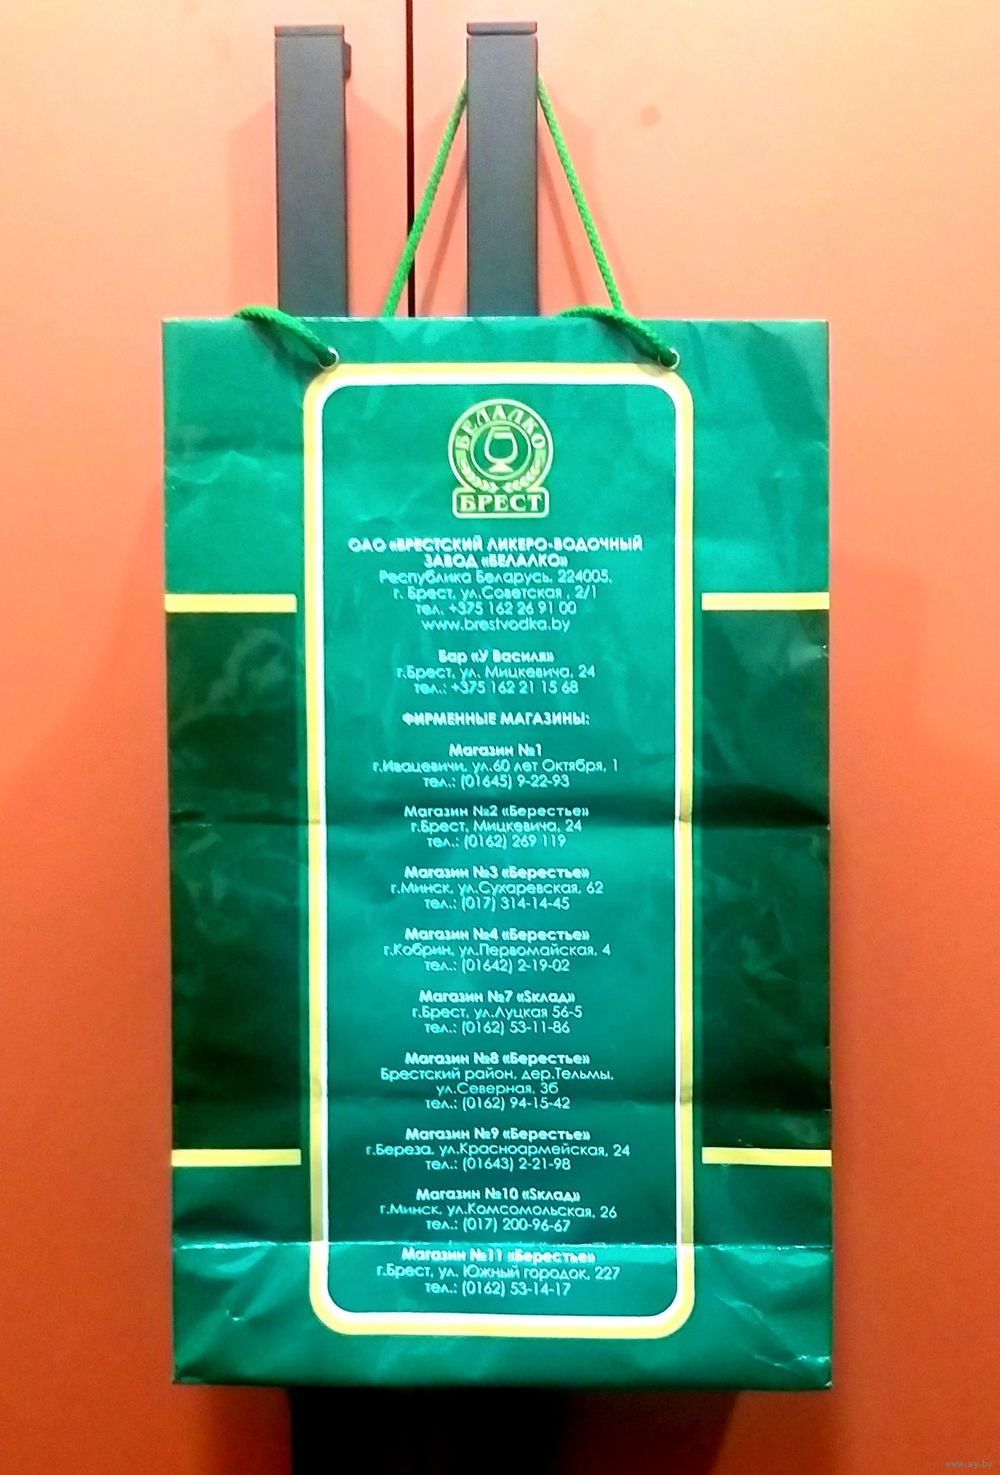 БЕЛАЛКО
БРЕСТ
ОАО «БРЕСТСКИЙ ЛИКЕРО-ВОДОЧНЫЙ
ЗАВОД «БЕЛАЛКО»
Республика Беларусь, 224005,
г. Брест, ул.Советская , 2/1
тел. +375 162 26 91 00
www.brestvodka.by
Бар «У Василя»
г.Брест, ул. Мицкевича, 24
тел.: +375 162 21 15 68
ФИРМЕННЫЕ МАГАЗИНЫ:
Магазин №1
г.Ивацевичи, ул.60 лет Октября, 1
тел.: (01645) 9-22-93
Магазин №2 «Берестье»
г.Брест, Мицкевича, 24
тел.: (0162) 269 119
Магазин №3 «Берестье»
г.Минск, ул.Сухаревская, 62
тел.: (017) 314-14-45
Магазин №4 «Берестье»
г.Кобрин, ул.Первомайская, 4
тел.: (01642) 2-19-02
Магазин №7 «Sклад»
г.Брест, ул.Луцкая 56-5
тел.: (0162) 53-11-86
Магазин №8 «Берестье»
Брестский район, дер.Тельмы,
ул.Северная, 3б
тел.: (0162) 94-15-42
Магазин №9 «Берестье»
г.Береза, ул.Красноармейская, 24
тел.: (01643) 2-21-98
Магазин №10 «Sклад»
г.Минск, ул.Комсомольская, 26
тел.: (017) 200-96-67
Магазин №11 «Берестье»
г.Брест, ул. Южный городок, 227
тел.: (0162) 53-14-17
www.ay.by